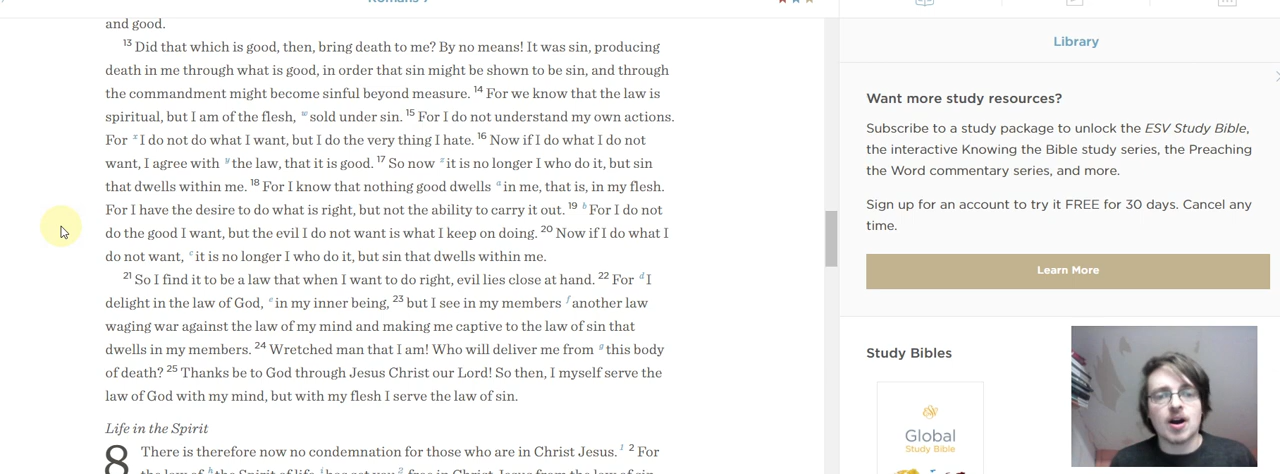 and good.
13 Did that which is good, then, bring death to me? By no means! It was sin, producing
death in me through what is good, in order that sin might be shown to be sin, and through
the commandment might become sinful beyond measure. 14 For we know that the law is
spiritual, but I am of the flesh, w sold under sin. 15 For I do not understand my own actions.
For x I do not do what I want, but I do the very thing I hate. 16 Now if I do what I do not
want, I agree with y the law, that it is good. 17 So now z it is no longer I who do it, but sin
that dwells within me. 18 For I know that nothing good dwells a in me, that is, in my flesh.
For I have the desire to do what is right, but not the ability to carry it out. 19 b For I do not
do the good I want, but the evil I do not want is what I keep on doing. 20 Now if I do what I
do not want, c it is no longer I who do it, but sin that dwells within me.
21 So I find it to be a law that when I want to do right, evil lies close at hand. 22 For d I
delight in the law of God, e in my inner being, 23 but I see in my members f another law
waging war against the law of my mind and making me captive to the law of sin that
dwells in my members. 24 Wretched man that I am! Who will deliver me from g this body
of death? 25 Thanks be to God through Jesus Christ our Lord! So then, I myself serve the
law of God with my mind, but with my flesh I serve the law of sin.
Life in the Spirit
8 There is therefore now no condemnation for those who are in Christ Jesus. 1 2 For
Library
Want more study resources?
Subscribe to a study package to unlock the ESV Study Bible,
the interactive Knowing the Bible study series, the Preaching
the Word commentary series, and more.
Sign up for an account to try it FREE for 30 days. Cancel any
time.
Learn More
Study Bibles
Global
Study Bible